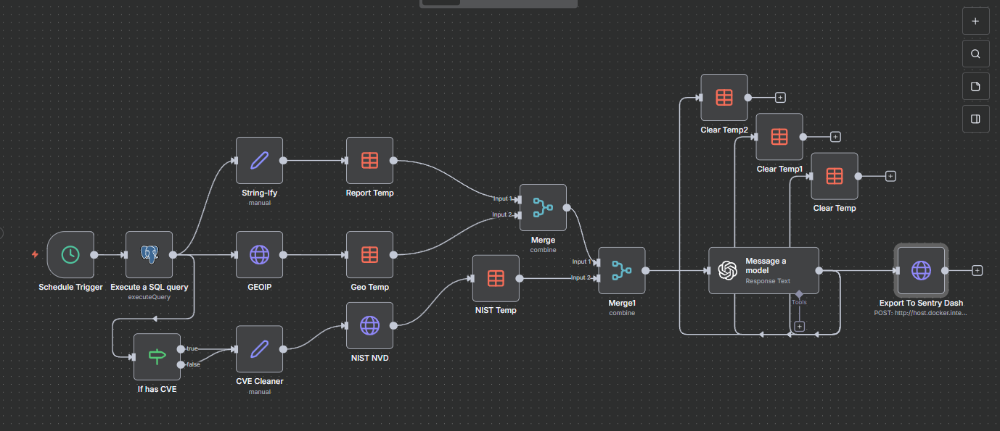 Clear Temp2
Clear Temp1
Clear Temp
String-Ify
manual
Report Temp
Input 1
Input 2
Merge
combine
Schedule Trigger
Execute a SQL query
executeQuery
GEOIP
Geo Temp
NIST Temp
Input 1
Input 2
Merge1
combine
Message a
model
Response Text
Tools
Export To Sentry Dash
POST: http://host.docker.inte...
true
false
If has CVE
CVE Cleaner
manual
NIST NVD